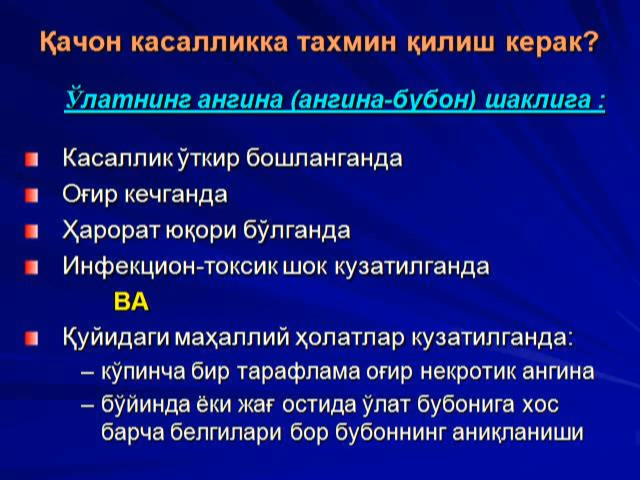 Қачон касалликка тахмин қилиш керак?
Ўлатнинг ангина (ангина-бубон) шаклига :
Касаллик ўткир бошланганда
Оғир кечганда
Ҳарорат юқори бўлганда
Инфекцион-токсик шок кузатилганда
ВА
Қуйидаги маҳаллий ҳолатлар кузатилганда:
– кўпинча бир тарафлама оғир некротик ангина
– бўйинда ёки жағ остида ўлат бубонига хос
барча белгилари бор бубоннинг аниқланиши